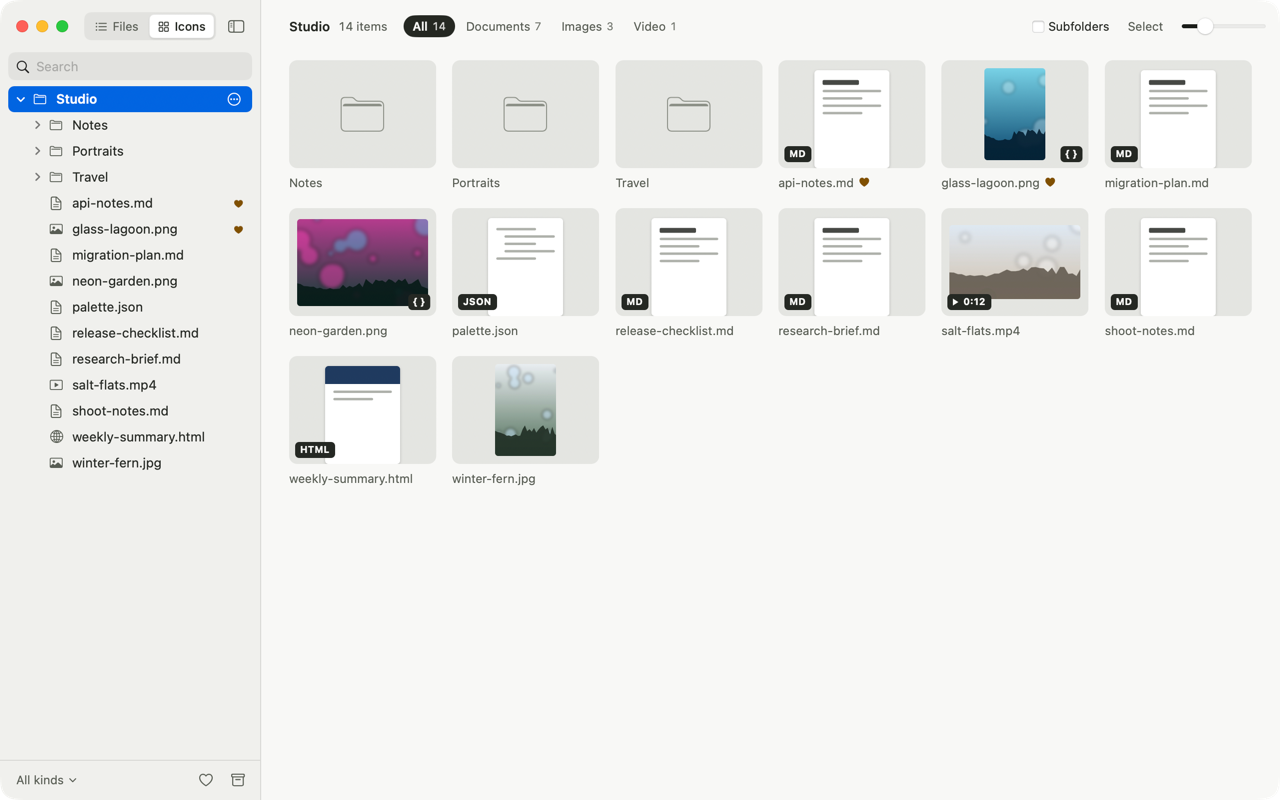 Files Icons
Search
Studio
Notes
Portraits
Travel
api-notes.md
glass-lagoon.png
migration-plan.md
neon-garden.png
palette.json
release-checklist.md
research-brief.md
salt-flats.mp4
shoot-notes.md
weekly-summary.html
winter-fern.jpg
All kinds
Studio 14 items All 14 Documents 7 Images 3 Video 1 Subfolders Select
MD { } MD
Notes Portraits Travel api-notes.md glass-lagoon.png migration-plan.md
{ } JSON MD MD 0:12 MD
neon-garden.png palette.json release-checklist.md research-brief.md salt-flats.mp4 shoot-notes.md
HTML
weekly-summary.html winter-fern.jpg